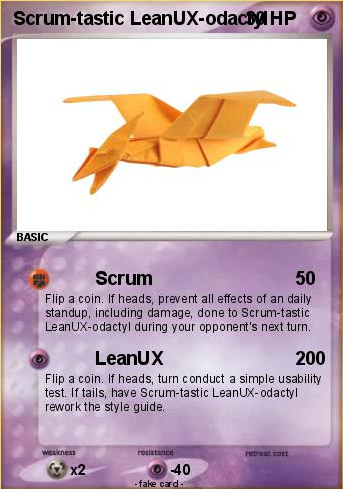 Scrum-tastic LeanUX-odactyl 30 HP
BASIC
Scrum 50
Flip a coin. If heads, prevent all effects of an daily
standup, including damage, done to Scrum-tastic
LeanUX-odactyl during your opponent's next turn.
LeanUX 200
Flip a coin. If heads, turn conduct a simple usability
test. If tails, have Scrum-tastic LeanUX-odactyl
rework the style guide.
weakness resistance retreat cost
x2 -40
- fake card -